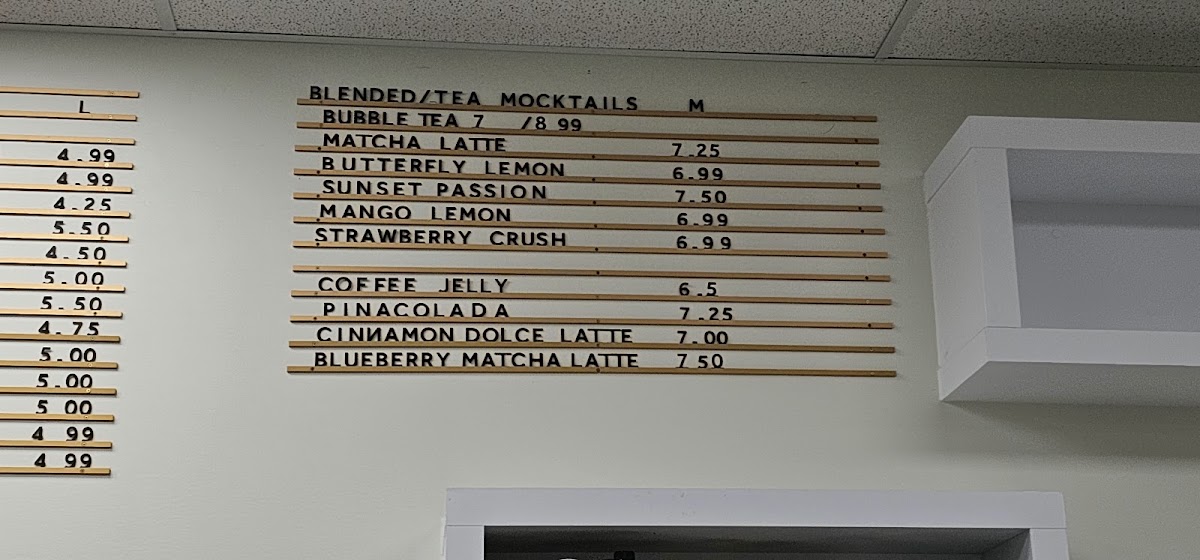 L
4.99
4.99
4.25
5.50
4.50
5.00
5.50
4.75
5.00
5.00
5 00
4 99
4 99
BLENDED/TEA MOCKTAILS M
BUBBLE TEA 7 /8 99
MATCHA LATTE 7.25
BUTTERFLY LEMON 6.99
SUNSET PASSION 7.50
MANGO LEMON 6.99
STRAWBERRY CRUSH 6.99
COFFEE JELLY 6.5
PINACOLADA 7.25
CINNAMON DOLCE LATTE 7.00
BLUEBERRY MATCHA LATTE 7 50